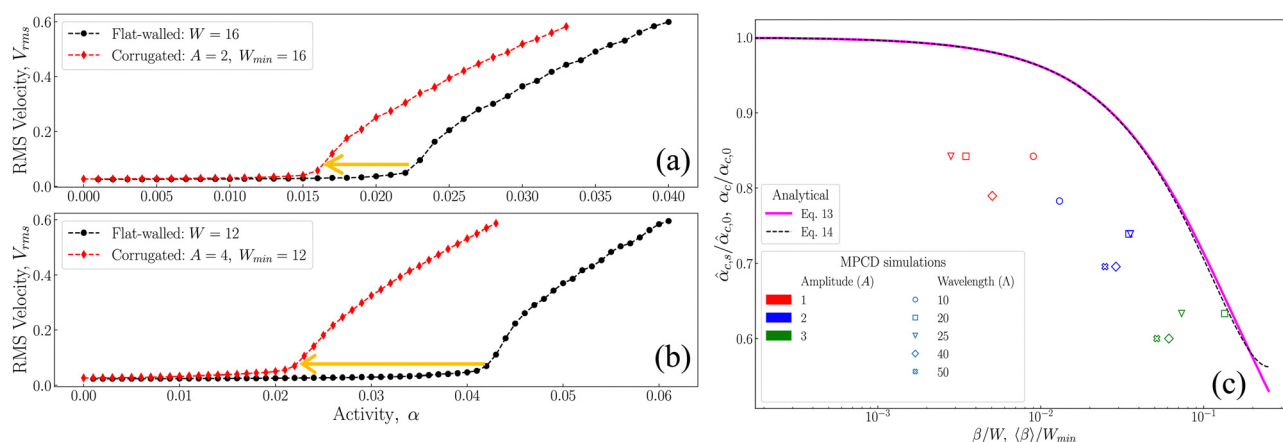 RMS Velocity, V_rms
0.6
0.4
0.2
0.0
Flat-walled: W = 16
Corrugated: A = 2, W_min = 16
(a)
0.000 0.005 0.010 0.015 0.020 0.025 0.030 0.035 0.040
RMS Velocity, V_rms
0.6
0.4
0.2
0.0
Flat-walled: W = 12
Corrugated: A = 4, W_min = 12
(b)
0.00 0.01 0.02 0.03 0.04 0.05 0.06
Activity, α
α̂_c,s/α̂_c,0, α_c/α_c,0
1.0
0.9
0.8
0.7
0.6
Analytical
Eq. 13
Eq. 14
MPCD simulations
Amplitude (A) Wavelength (Λ)
1 10
2 20
3 25
40
50
(c)
10⁻³ 10⁻² 10⁻¹
β/W, ⟨β⟩/W_min